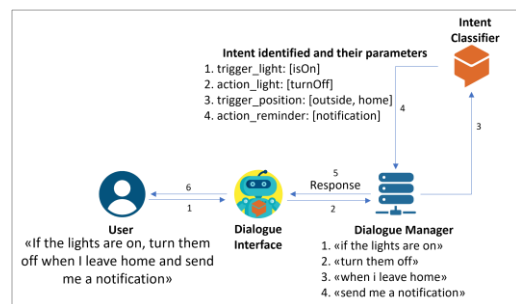 Intent
Classifier
Intent identified and their parameters
1. trigger_light: [isOn]
2. action_light: [turnOff]
3. trigger_position: [outside, home]
4. action_reminder: [notification]
4
3
6
1
5
Response
2
User
Dialogue
Interface
Dialogue Manager
«If the lights are on, turn them
off when I leave home and send
me a notification»
1. «if the lights are on»
2. «turn them off»
3. «when i leave home»
4. «send me a notification»